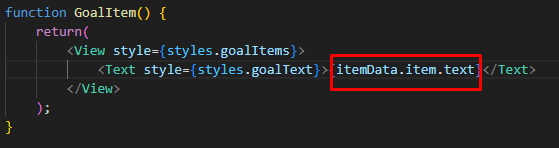 function GoalItem() {
return(
<View style={styles.goalItems}>
<Text style={styles.goalText}>{itemData.item.text}</Text>
</View>
);
}